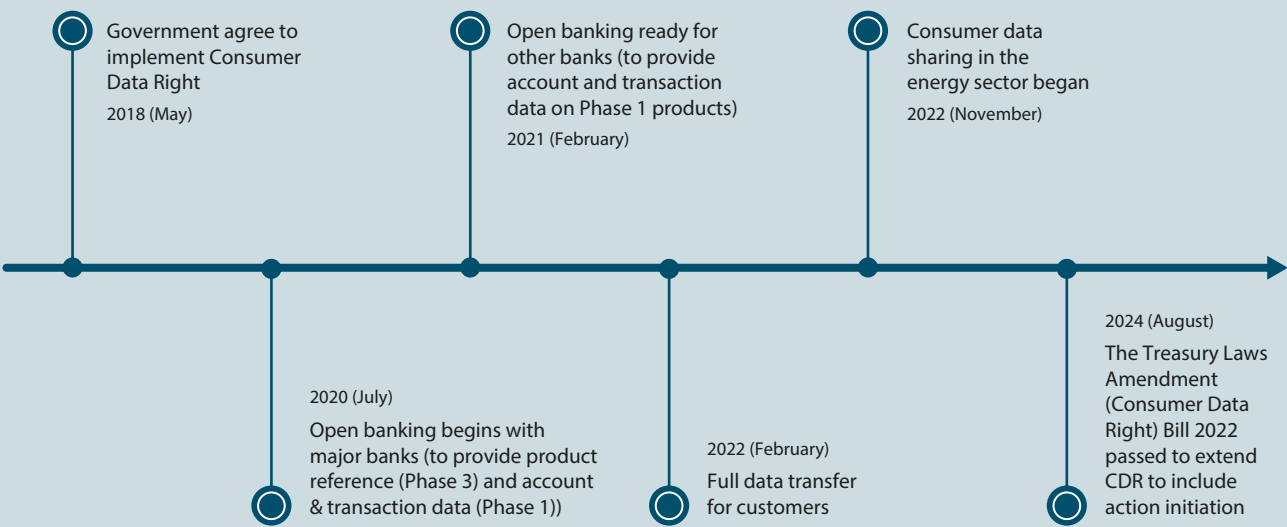 Government agree to
implement Consumer
Data Right
2018 (May)
2020 (July)
Open banking begins with
major banks (to provide product
reference (Phase 3) and account
& transaction data (Phase 1))
Open banking ready for
other banks (to provide
account and transaction
data on Phase 1 products)
2021 (February)
2022 (February)
Full data transfer
for customers
Consumer data
sharing in the
energy sector began
2022 (November)
2024 (August)
The Treasury Laws
Amendment
(Consumer Data
Right) Bill 2022
passed to extend
CDR to include
action initiation